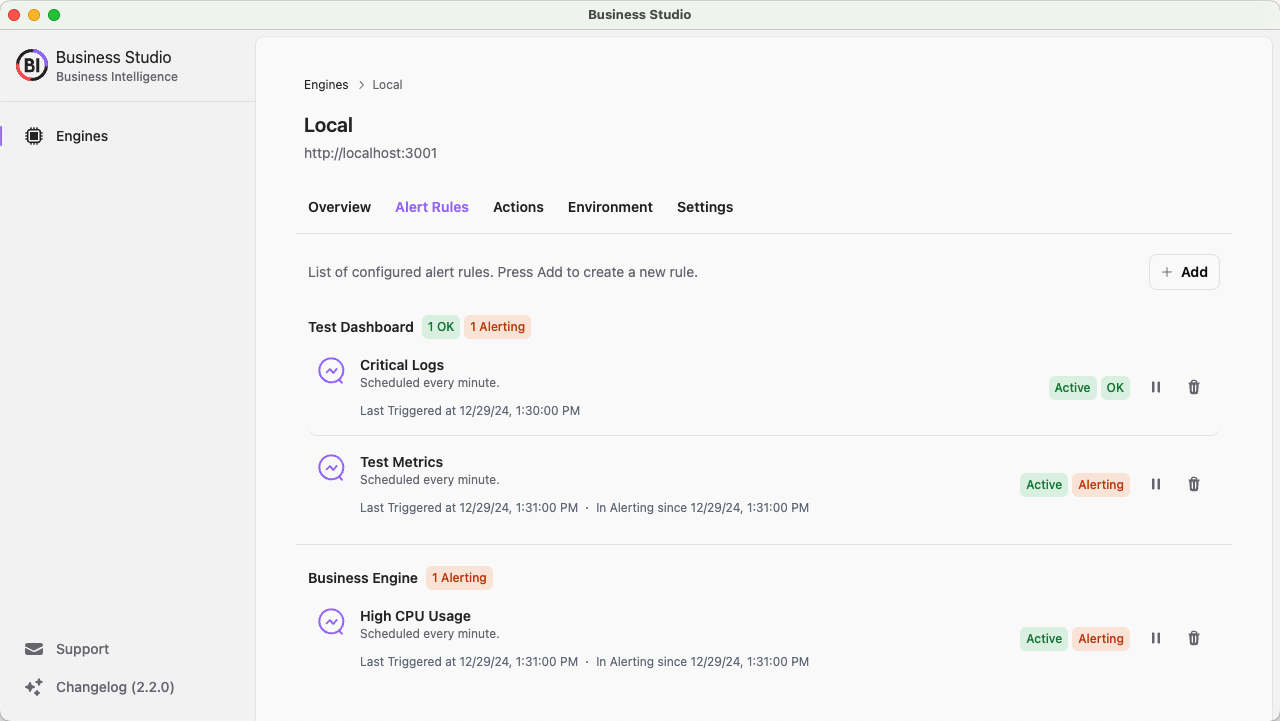 Business Studio
BI
Business Studio
Business Intelligence
Engines
Support
Changelog (2.2.0)
Engines > Local
Local
http://localhost:3001
Overview Alert Rules Actions Environment Settings
List of configured alert rules. Press Add to create a new rule.
+ Add
Test Dashboard 1 OK 1 Alerting
Critical Logs
Scheduled every minute.
Active OK
Last Triggered at 12/29/24, 1:30:00 PM
Test Metrics
Scheduled every minute.
Active Alerting
Last Triggered at 12/29/24, 1:31:00 PM · In Alerting since 12/29/24, 1:31:00 PM
Business Engine 1 Alerting
High CPU Usage
Scheduled every minute.
Active Alerting
Last Triggered at 12/29/24, 1:31:00 PM · In Alerting since 12/29/24, 1:31:00 PM